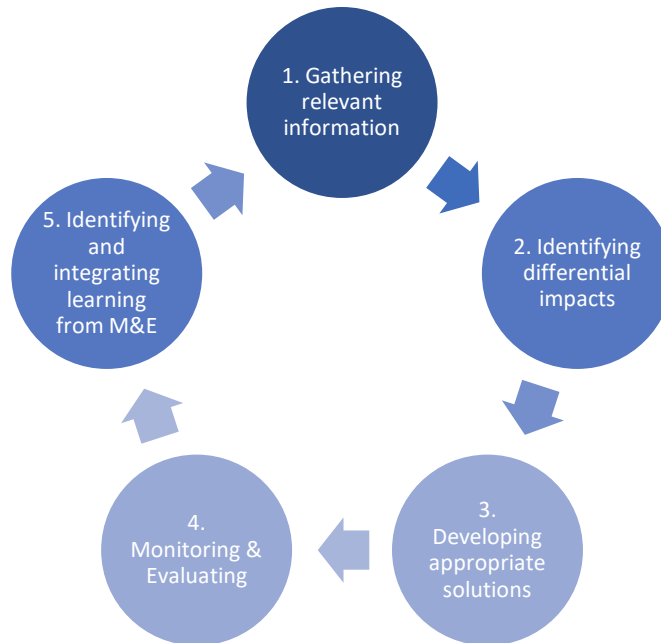 1. Gathering
relevant
information
2. Identifying
differential
impacts
3.
Developing
appropriate
solutions
4.
Monitoring &
Evaluating
5. Identifying
and
integrating
learning
from M&E